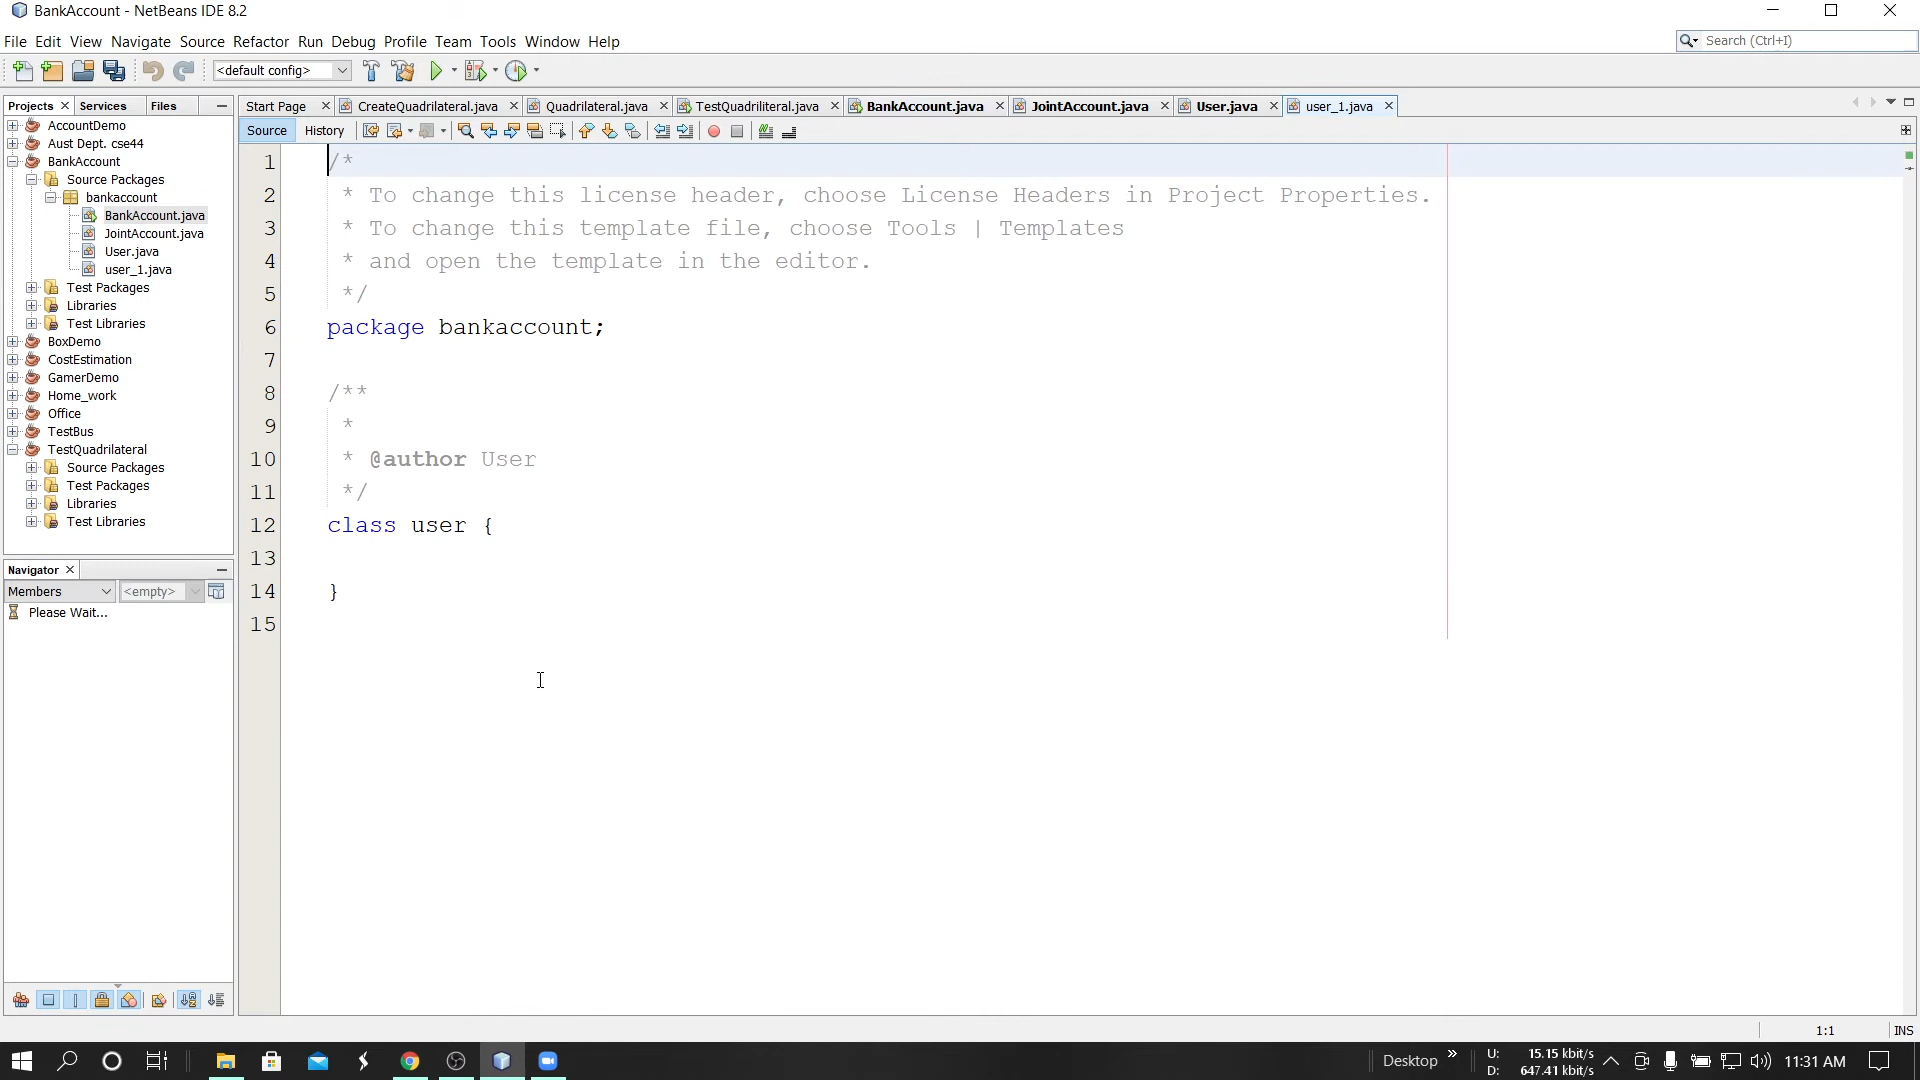 BankAccount - NetBeans IDE 8.2
File Edit View Navigate Source Refactor Run Debug Profile Team Tools Window Help
Search (Ctrl+I)
<default config>
Projects Services Files
Start Page CreateQuadrilateral.java Quadrilateral.java TestQuadriliteral.java BankAccount.java JointAccount.java User.java user_1.java
Source History
AccountDemo
Aust Dept. cse44
BankAccount
Source Packages
bankaccount
BankAccount.java
JointAccount.java
User.java
user_1.java
Test Packages
Libraries
Test Libraries
BoxDemo
CostEstimation
GamerDemo
Home_work
Office
TestBus
TestQuadrilateral
Source Packages
Test Packages
Libraries
Test Libraries
Navigator
Members <empty>
Please Wait...
1 /*
2 * To change this license header, choose License Headers in Project Properties.
3 * To change this template file, choose Tools | Templates
4 * and open the template in the editor.
5 */
6 package bankaccount;
7
8 /**
9 *
10 * @author User
11 */
12 class user {
13
14 }
15
1:1 INS
Desktop
U: 15.15 kbit/s
D: 647.41 kbit/s
11:31 AM